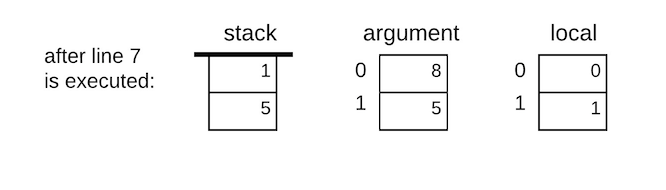 stack argument local
after line 7
is executed:
1 0 8 0 0
5 1 5 1 1